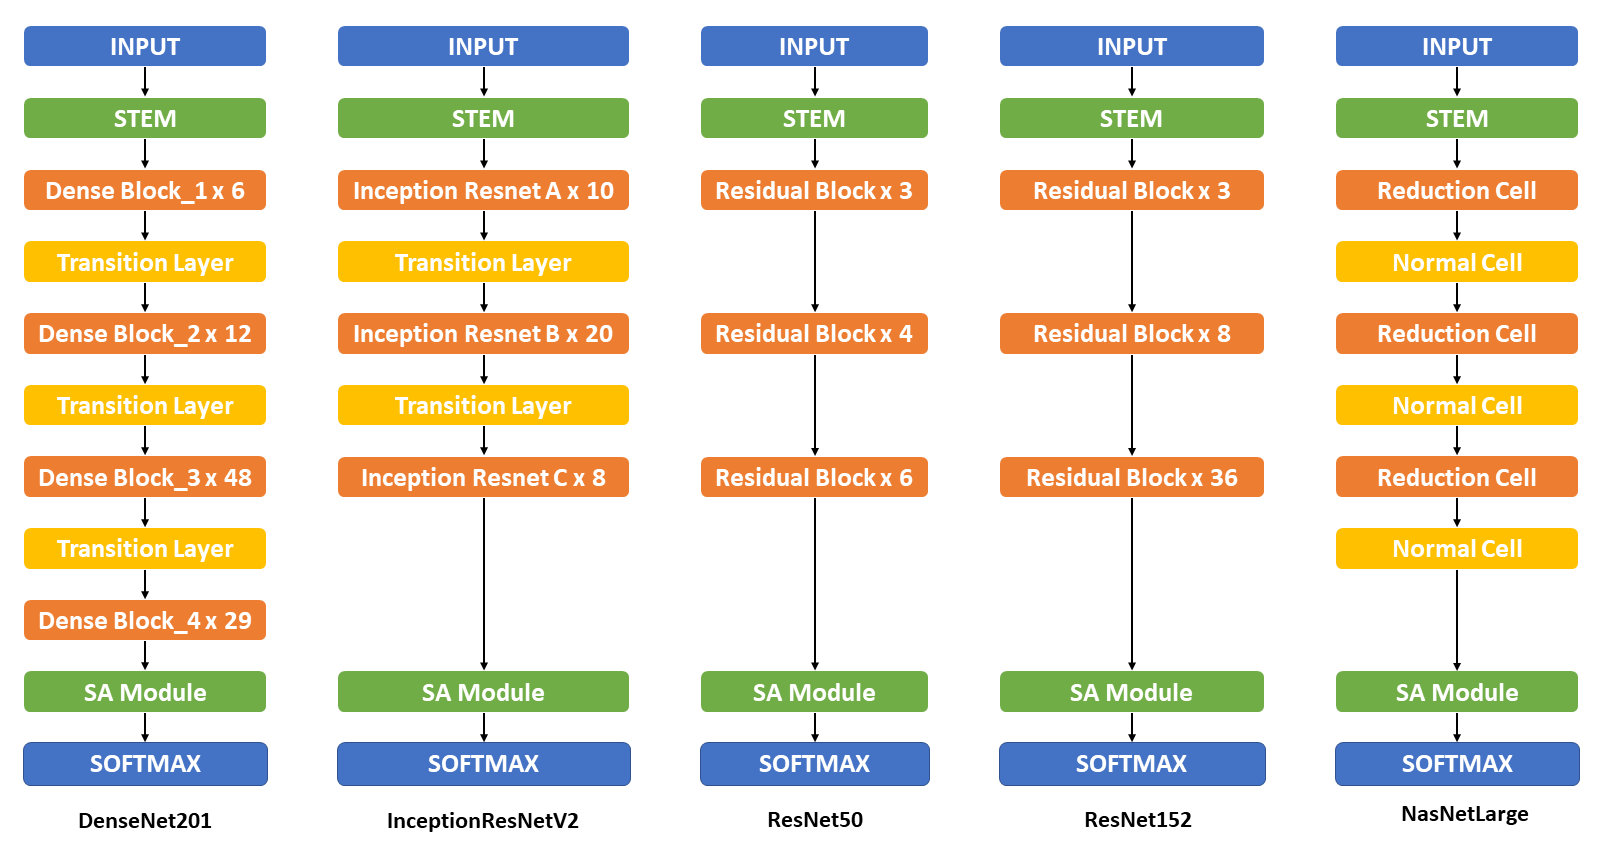 INPUT
STEM
Dense Block_1 x 6
Transition Layer
Dense Block_2 x 12
Transition Layer
Dense Block_3 x 48
Transition Layer
Dense Block_4 x 29
SA Module
SOFTMAX
DenseNet201
INPUT
STEM
Inception Resnet A x 10
Transition Layer
Inception Resnet B x 20
Transition Layer
Inception Resnet C x 8
SA Module
SOFTMAX
InceptionResNetV2
INPUT
STEM
Residual Block x 3
Residual Block x 4
Residual Block x 6
SA Module
SOFTMAX
ResNet50
INPUT
STEM
Residual Block x 3
Residual Block x 8
Residual Block x 36
SA Module
SOFTMAX
ResNet152
INPUT
STEM
Reduction Cell
Normal Cell
Reduction Cell
Normal Cell
Reduction Cell
Normal Cell
SA Module
SOFTMAX
NasNetLarge